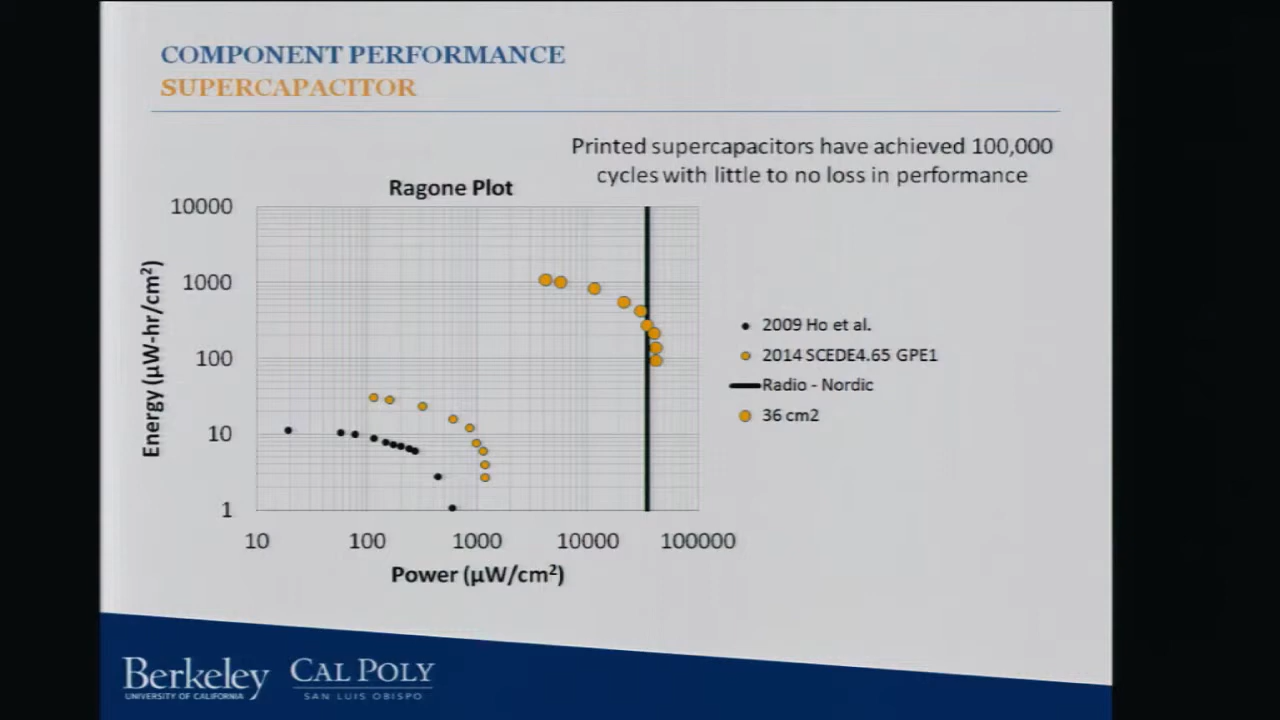 COMPONENT PERFORMANCE
SUPERCAPACITOR
Printed supercapacitors have achieved 100,000
cycles with little to no loss in performance
Ragone Plot
10000
1000
100
10
1
Energy (µW-hr/cm²)
10 100 1000 10000 100000
Power (µW/cm²)
2009 Ho et al.
2014 SCEDE4.65 GPE1
Radio - Nordic
36 cm2
Berkeley
UNIVERSITY OF CALIFORNIA
CAL POLY
SAN LUIS OBISPO